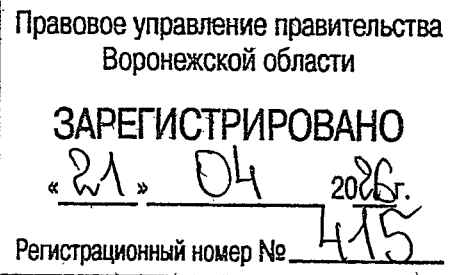 Правовое управление правительства
Воронежской области
ЗАРЕГИСТРИРОВАНО
« 21 » 04 2026г.
Регистрационный номер № 415